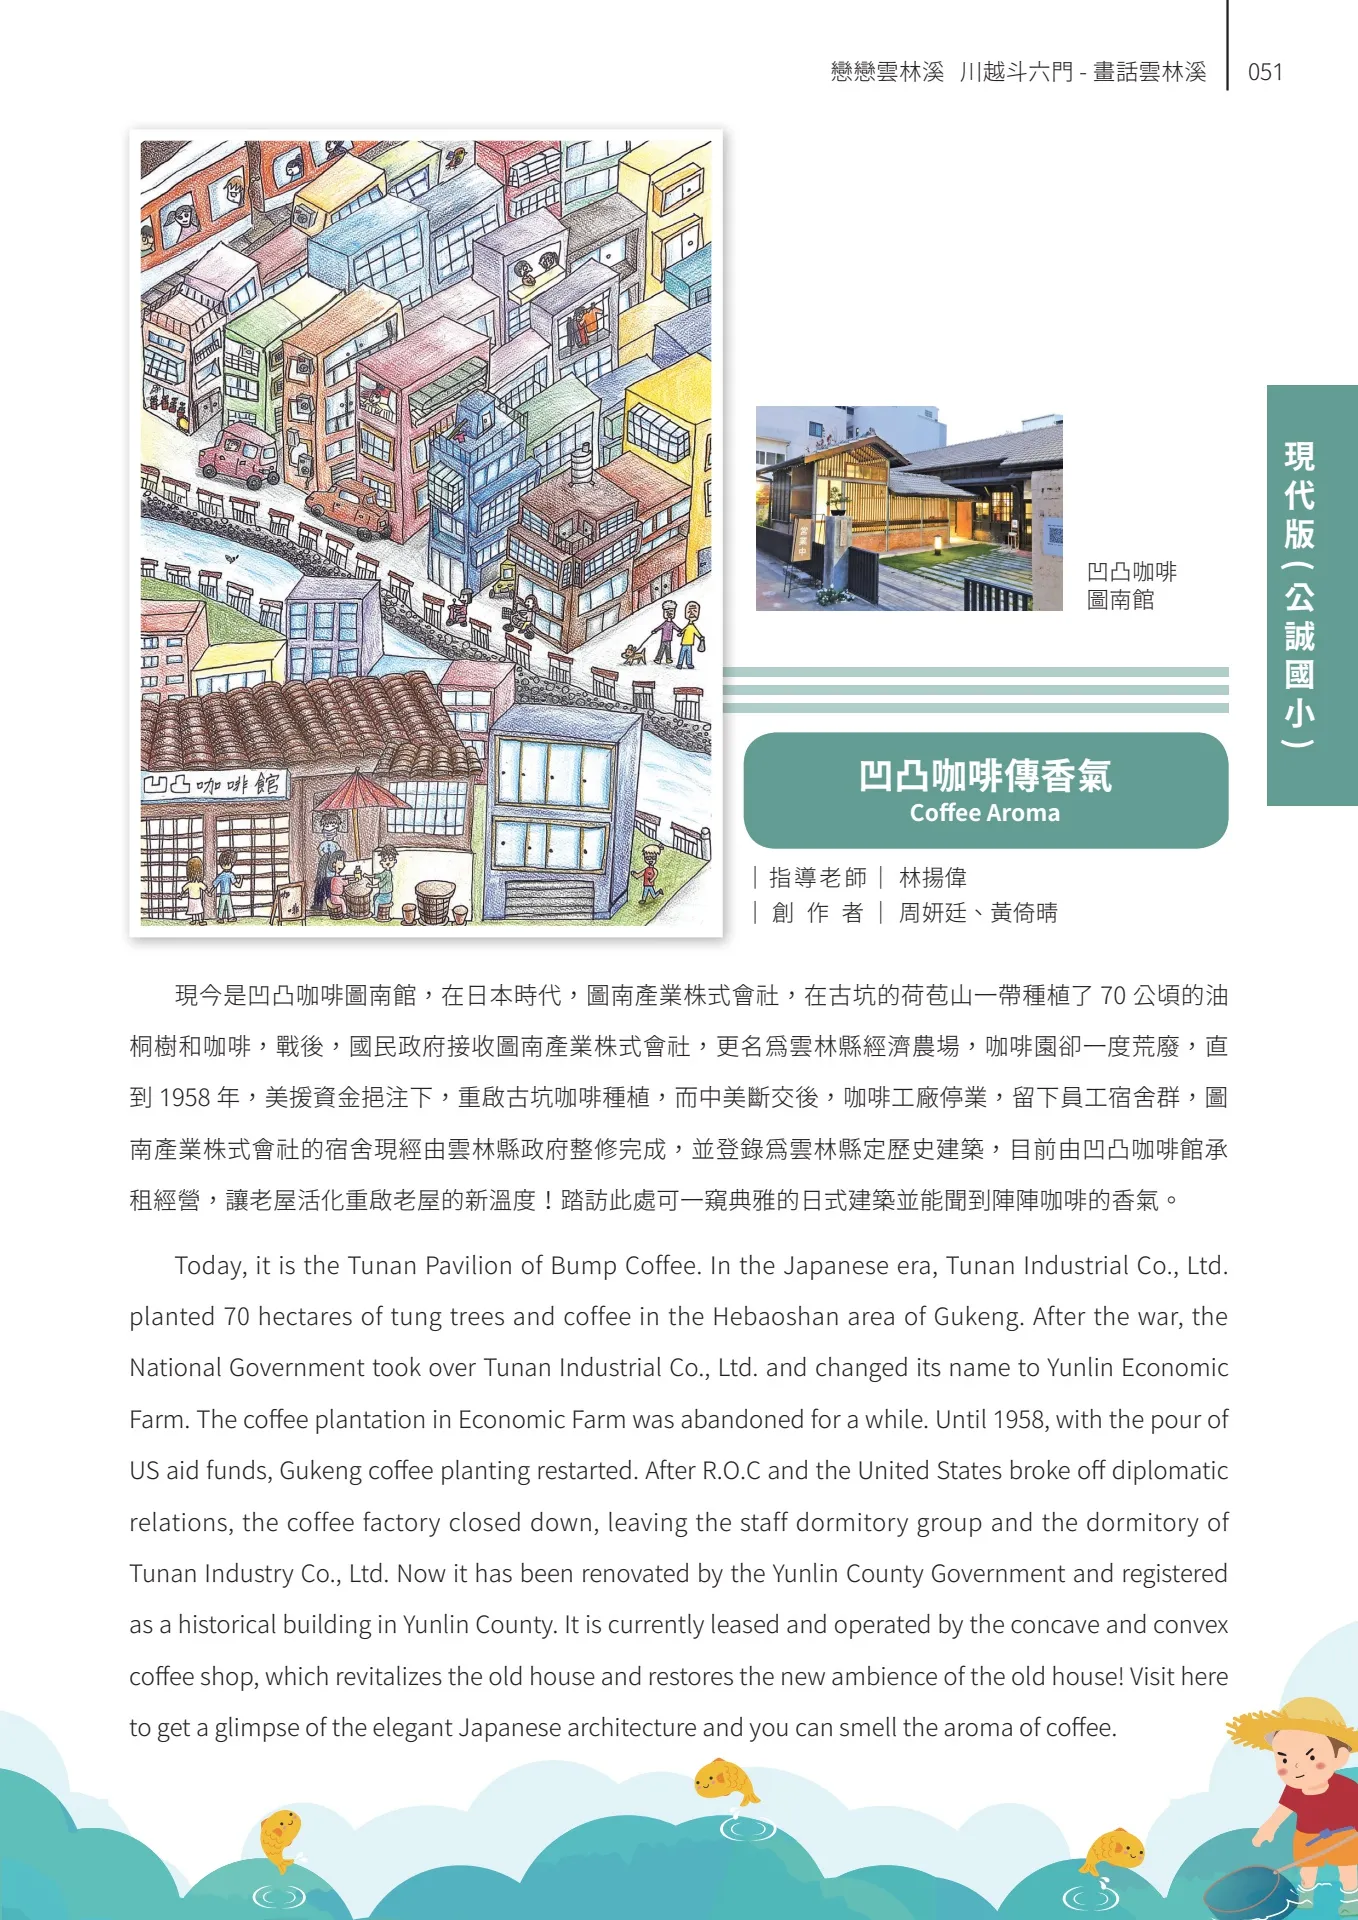 戀戀雲林溪 川越斗六門 - 畫話雲林溪 051
凹凸咖啡館
咖
啡
營業中
凹凸咖啡
圖南館
現代版(公誠國小)
凹凸咖啡傳香氣
Coffee Aroma
｜指導老師｜ 林揚偉
｜創作者｜ 周妍廷、黃倚晴
現今是凹凸咖啡圖南館，在日本時代，圖南產業株式會社，在古坑的荷苞山一帶種植了 70 公頃的油
桐樹和咖啡，戰後，國民政府接收圖南產業株式會社，更名為雲林縣經濟農場，咖啡園卻一度荒廢，直
到 1958 年，美援資金挹注下，重啟古坑咖啡種植，而中美斷交後，咖啡工廠停業，留下員工宿舍群，圖
南產業株式會社的宿舍現經由雲林縣政府整修完成，並登錄為雲林縣定歷史建築，目前由凹凸咖啡館承
租經營，讓老屋活化重啟老屋的新溫度！踏訪此處可一窺典雅的日式建築並能聞到陣陣咖啡的香氣。
Today, it is the Tunan Pavilion of Bump Coffee. In the Japanese era, Tunan Industrial Co., Ltd.
planted 70 hectares of tung trees and coffee in the Hebaoshan area of Gukeng. After the war, the
National Government took over Tunan Industrial Co., Ltd. and changed its name to Yunlin Economic
Farm. The coffee plantation in Economic Farm was abandoned for a while. Until 1958, with the pour of
US aid funds, Gukeng coffee planting restarted. After R.O.C and the United States broke off diplomatic
relations, the coffee factory closed down, leaving the staff dormitory group and the dormitory of
Tunan Industry Co., Ltd. Now it has been renovated by the Yunlin County Government and registered
as a historical building in Yunlin County. It is currently leased and operated by the concave and convex
coffee shop, which revitalizes the old house and restores the new ambience of the old house! Visit here
to get a glimpse of the elegant Japanese architecture and you can smell the aroma of coffee.